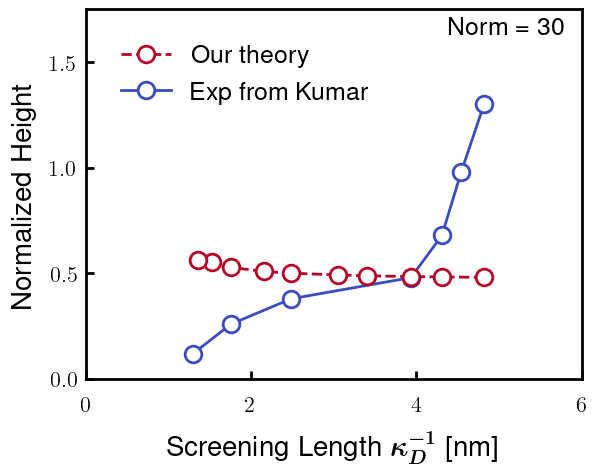 Norm = 30
Our theory
Exp from Kumar
Normalized Height
1.5
1.0
0.5
0.0
0 2 4 6
Screening Length κ_D^{-1} [nm]